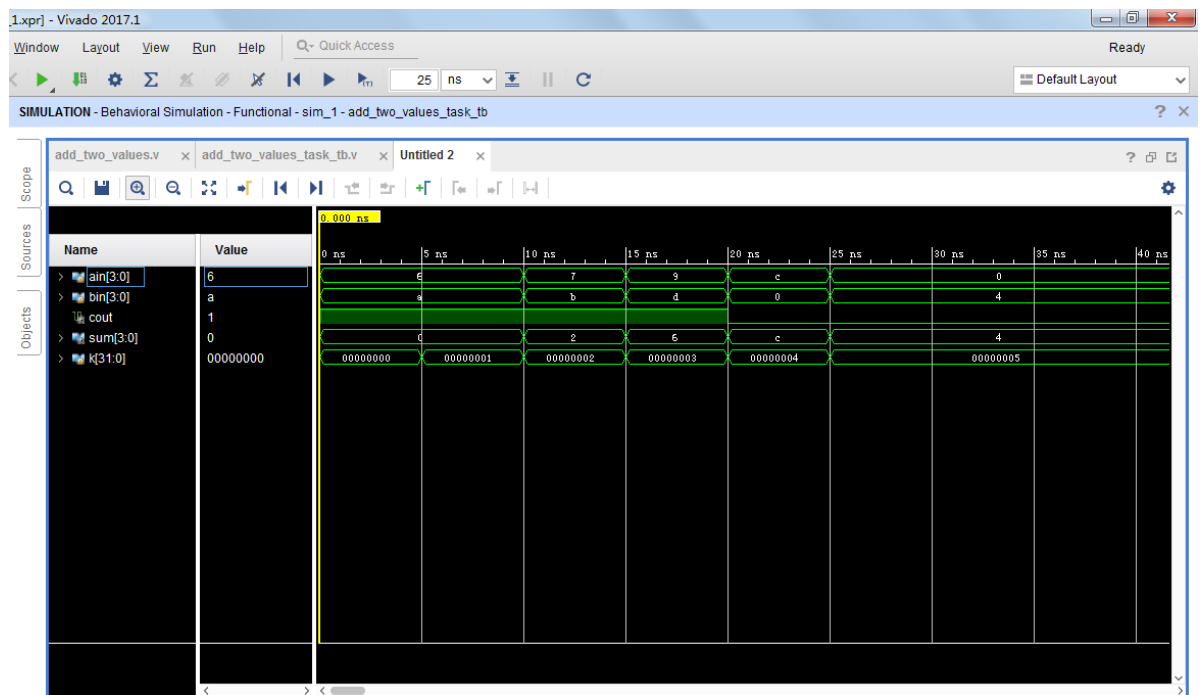 _1.xpr] - Vivado 2017.1
Window Layout View Run Help Quick Access Ready
25 ns Default Layout
SIMULATION - Behavioral Simulation - Functional - sim_1 - add_two_values_task_tb ? ×
add_two_values.v × add_two_values_task_tb.v × Untitled 2 × ?
Scope
Sources
Objects
0.000 ns
Name Value 0 ns 5 ns 10 ns 15 ns 20 ns 25 ns 30 ns 35 ns 40 ns
> ain[3:0] 6 6 7 9 c 0
> bin[3:0] a a b d 0 4
cout 1
> sum[3:0] 0 0 2 6 c 4
> k[31:0] 00000000 00000000 00000001 00000002 00000003 00000004 00000005